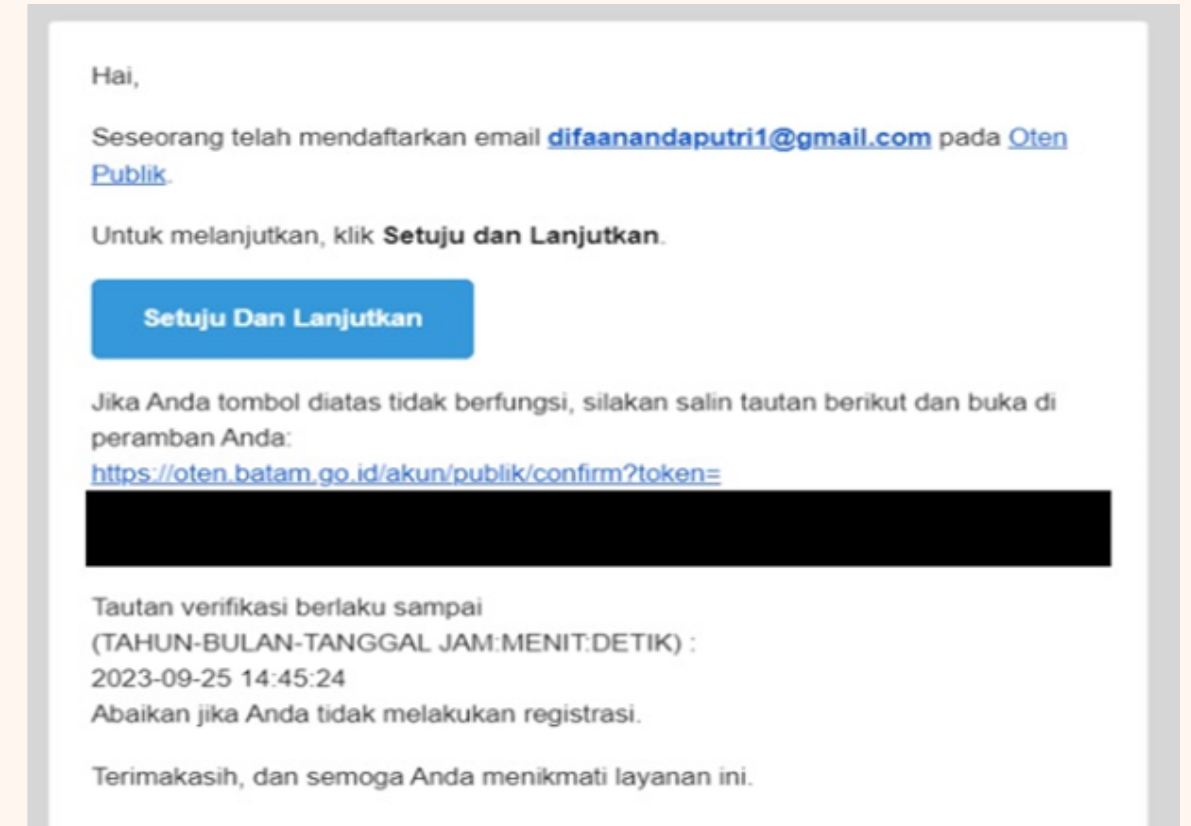 Hai,
Seseorang telah mendaftarkan email difaanandaputri1@gmail.com pada Oten
Publik.
Untuk melanjutkan, klik Setuju dan Lanjutkan.
Setuju Dan Lanjutkan
Jika Anda tombol diatas tidak berfungsi, silakan salin tautan berikut dan buka di
peramban Anda:
https://oten.batam.go.id/akun/publik/confirm?token=
Tautan verifikasi berlaku sampai
(TAHUN-BULAN-TANGGAL JAM:MENIT:DETIK) :
2023-09-25 14:45:24
Abaikan jika Anda tidak melakukan registrasi.
Terimakasih, dan semoga Anda menikmati layanan ini.